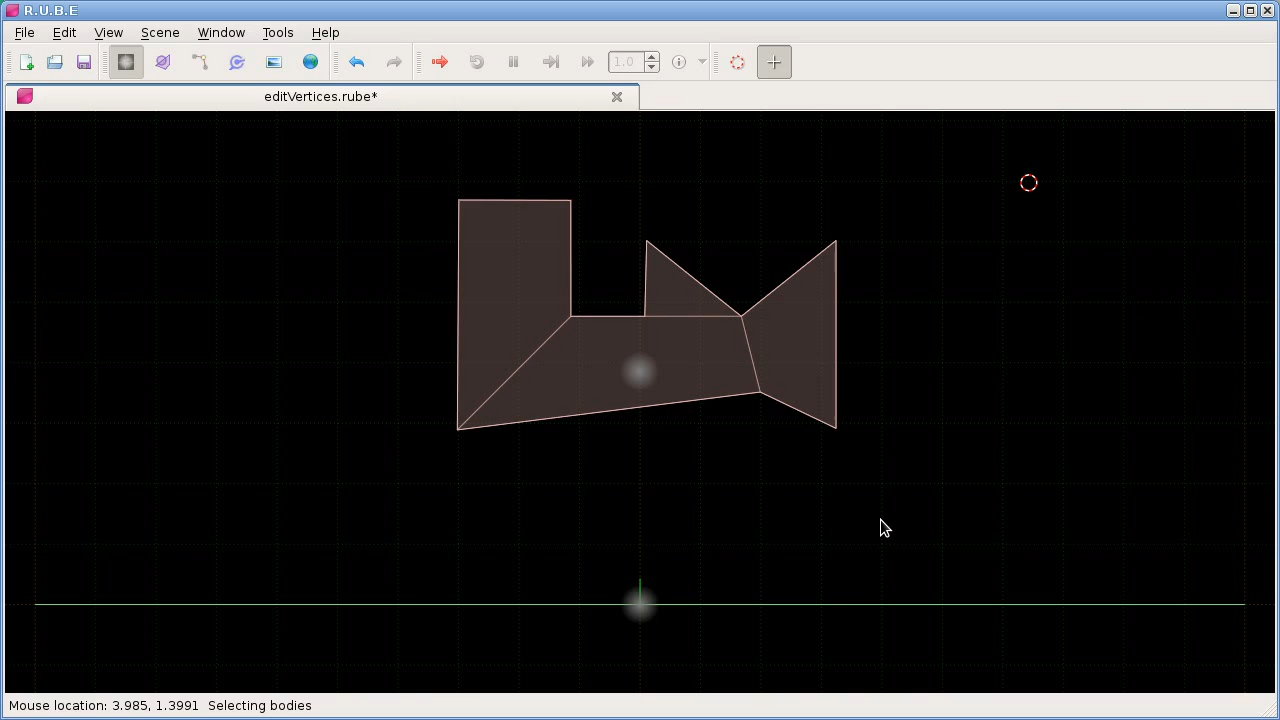 R.U.B.E
File Edit View Scene Window Tools Help
1.0
editVertices.rube*
Mouse location: 3.985, 1.3991 Selecting bodies